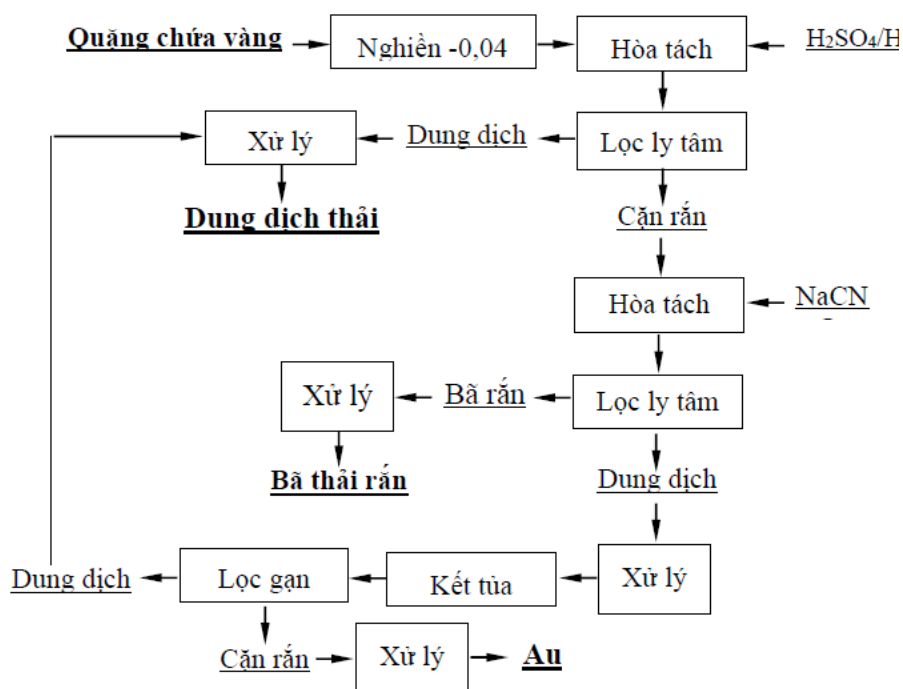 Quặng chứa vàng
Nghiền -0,04
Hòa tách
H₂SO₄/H
Xử lý
Dung dịch
Lọc ly tâm
Dung dịch thải
Cặn rắn
Hòa tách
NaCN
Xử lý
Bã rắn
Lọc ly tâm
Bã thải rắn
Dung dịch
Dung dịch
Lọc gạn
Kết tủa
Xử lý
Cặn rắn
Xử lý
Au